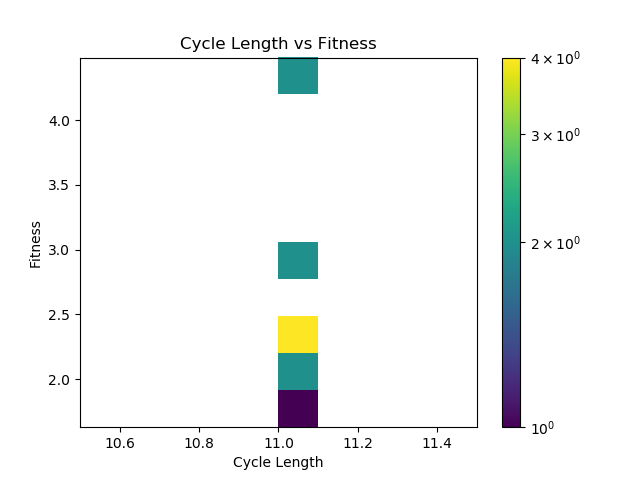 Cycle Length vs Fitness
Fitness
4.0
3.5
3.0
2.5
2.0
10.6 10.8 11.0 11.2 11.4
Cycle Length
4 × 10⁰
3 × 10⁰
2 × 10⁰
10⁰